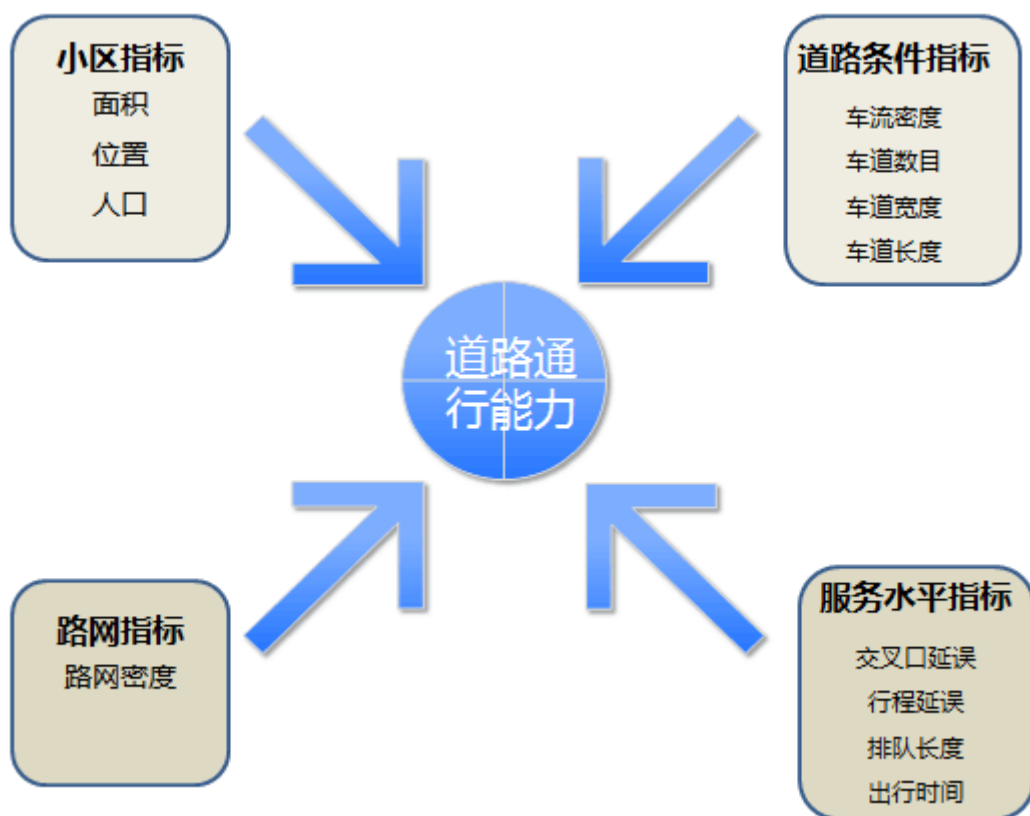 小区指标
面积
位置
人口
道路条件指标
车流密度
车道数目
车道宽度
车道长度
道路通
行能力
路网指标
路网密度
服务水平指标
交叉口延误
行程延误
排队长度
出行时间